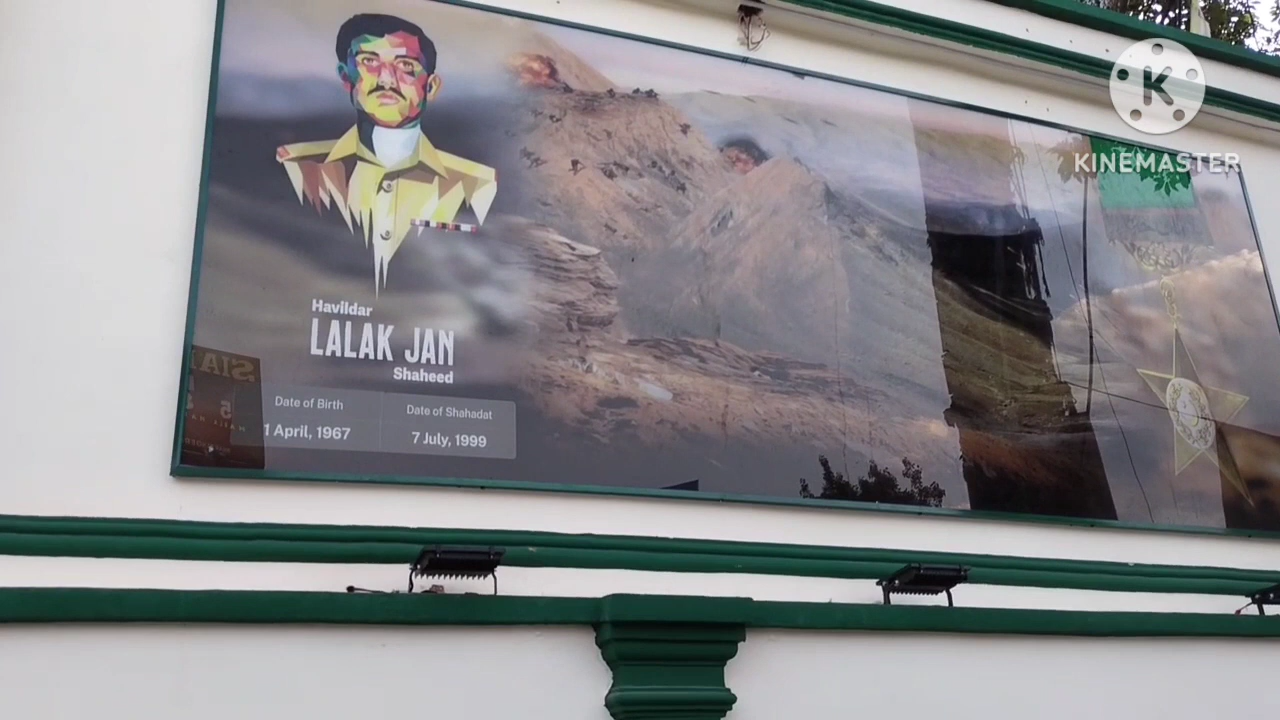 K
KINEMASTER
Havildar
LALAK JAN
Shaheed
Date of Birth
1 April, 1967
Date of Shahadat
7 July, 1999